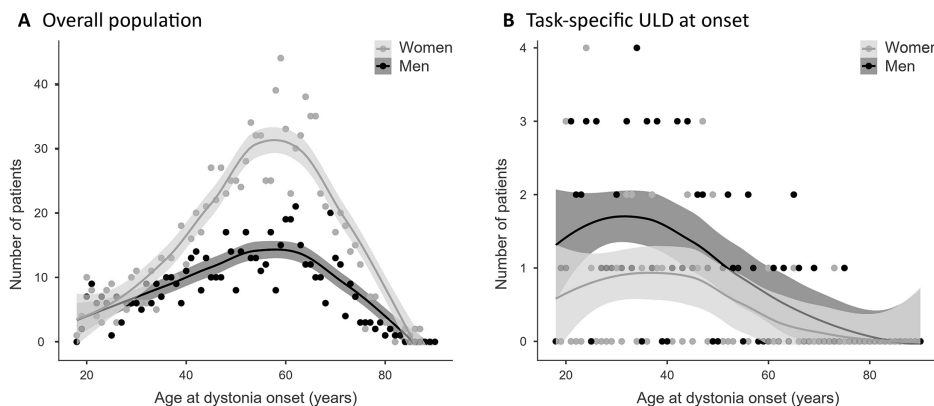 A Overall population
Women
Men
Number of patients
40
30
20
10
0
20
40
60
80
Age at dystonia onset (years)
B Task-specific ULD at onset
Women
Men
Number of patients
4
3
2
1
0
20
40
60
80
Age at dystonia onset (years)